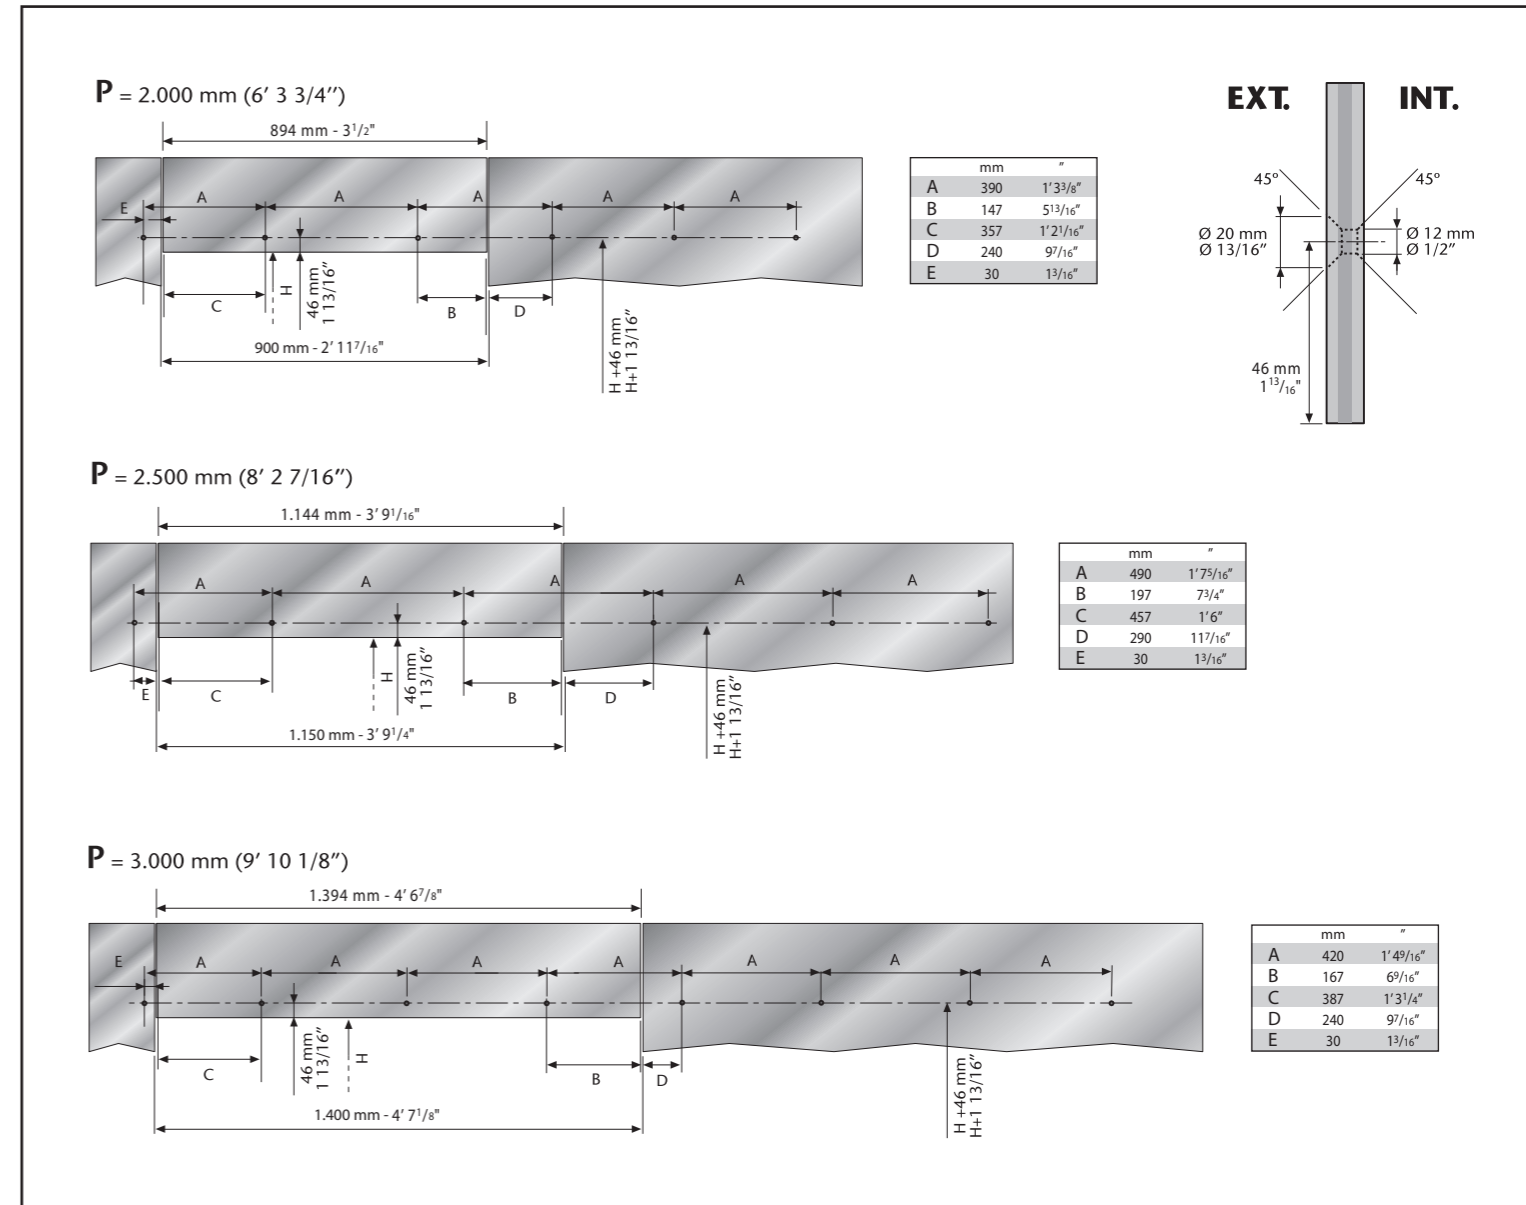 P = 2.000 mm (6' 3 3/4")
894 mm - 3 1/2"
E
A
A
A
A
A
C
H
46 mm
1 13/16"
B
D
900 mm - 2' 11 7/16"
H +46 mm
H+1 13/16"
mm "
A 390 1'3 3/8"
B 147 5 13/16"
C 357 1'2 1/16"
D 240 9 7/16"
E 30 1 3/16"
EXT. INT.
45° 45°
Ø 20 mm
Ø 13/16"
Ø 12 mm
Ø 1/2"
46 mm
1 13/16"
P = 2.500 mm (8' 2 7/16")
1.144 mm - 3' 9 1/16"
A
A
A
A
A
E
C
H
46 mm
1 13/16"
B
D
1.150 mm - 3' 9 1/4"
H +46 mm
H+1 13/16"
mm "
A 490 1'7 5/16"
B 197 7 3/4"
C 457 1'6"
D 290 11 7/16"
E 30 1 3/16"
P = 3.000 mm (9' 10 1/8")
1.394 mm - 4' 6 7/8"
E
A
A
A
A
A
A
A
C
46 mm
1 13/16"
H
B
D
1.400 mm - 4' 7 1/8"
H +46 mm
H+1 13/16"
mm "
A 420 1'4 9/16"
B 167 6 9/16"
C 387 1'3 1/4"
D 240 9 7/16"
E 30 1 3/16"